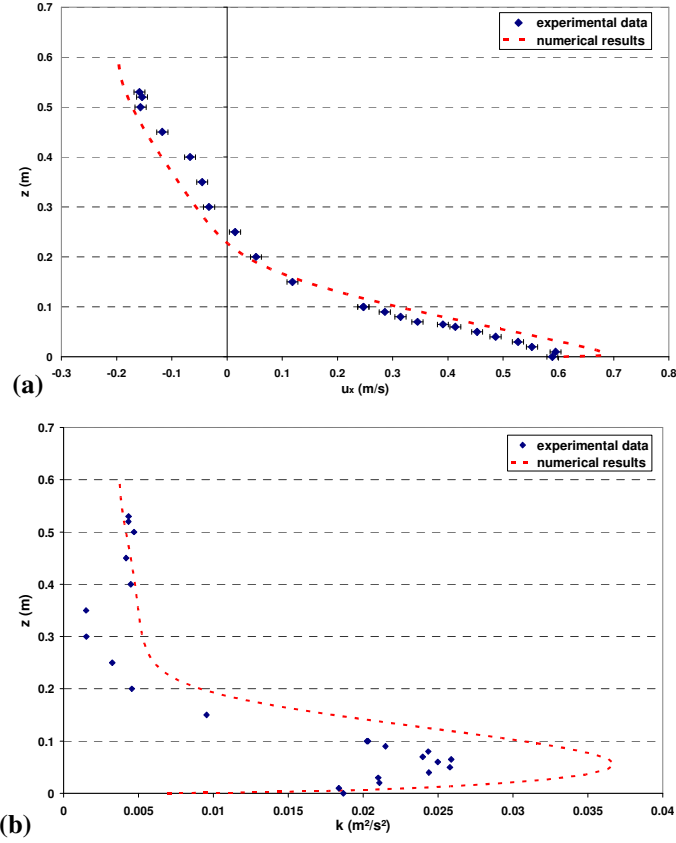 0.7
0.6
0.5
0.4
0.3
0.2
0.1
0
z (m)
experimental data
numerical results
-0.3 -0.2 -0.1 0 0.1 0.2 0.3 0.4 0.5 0.6 0.7 0.8
uₓ (m/s)
(a)
0.7
0.6
0.5
0.4
0.3
0.2
0.1
0
z (m)
experimental data
numerical results
0 0.005 0.01 0.015 0.02 0.025 0.03 0.035 0.04
k (m²/s²)
(b)